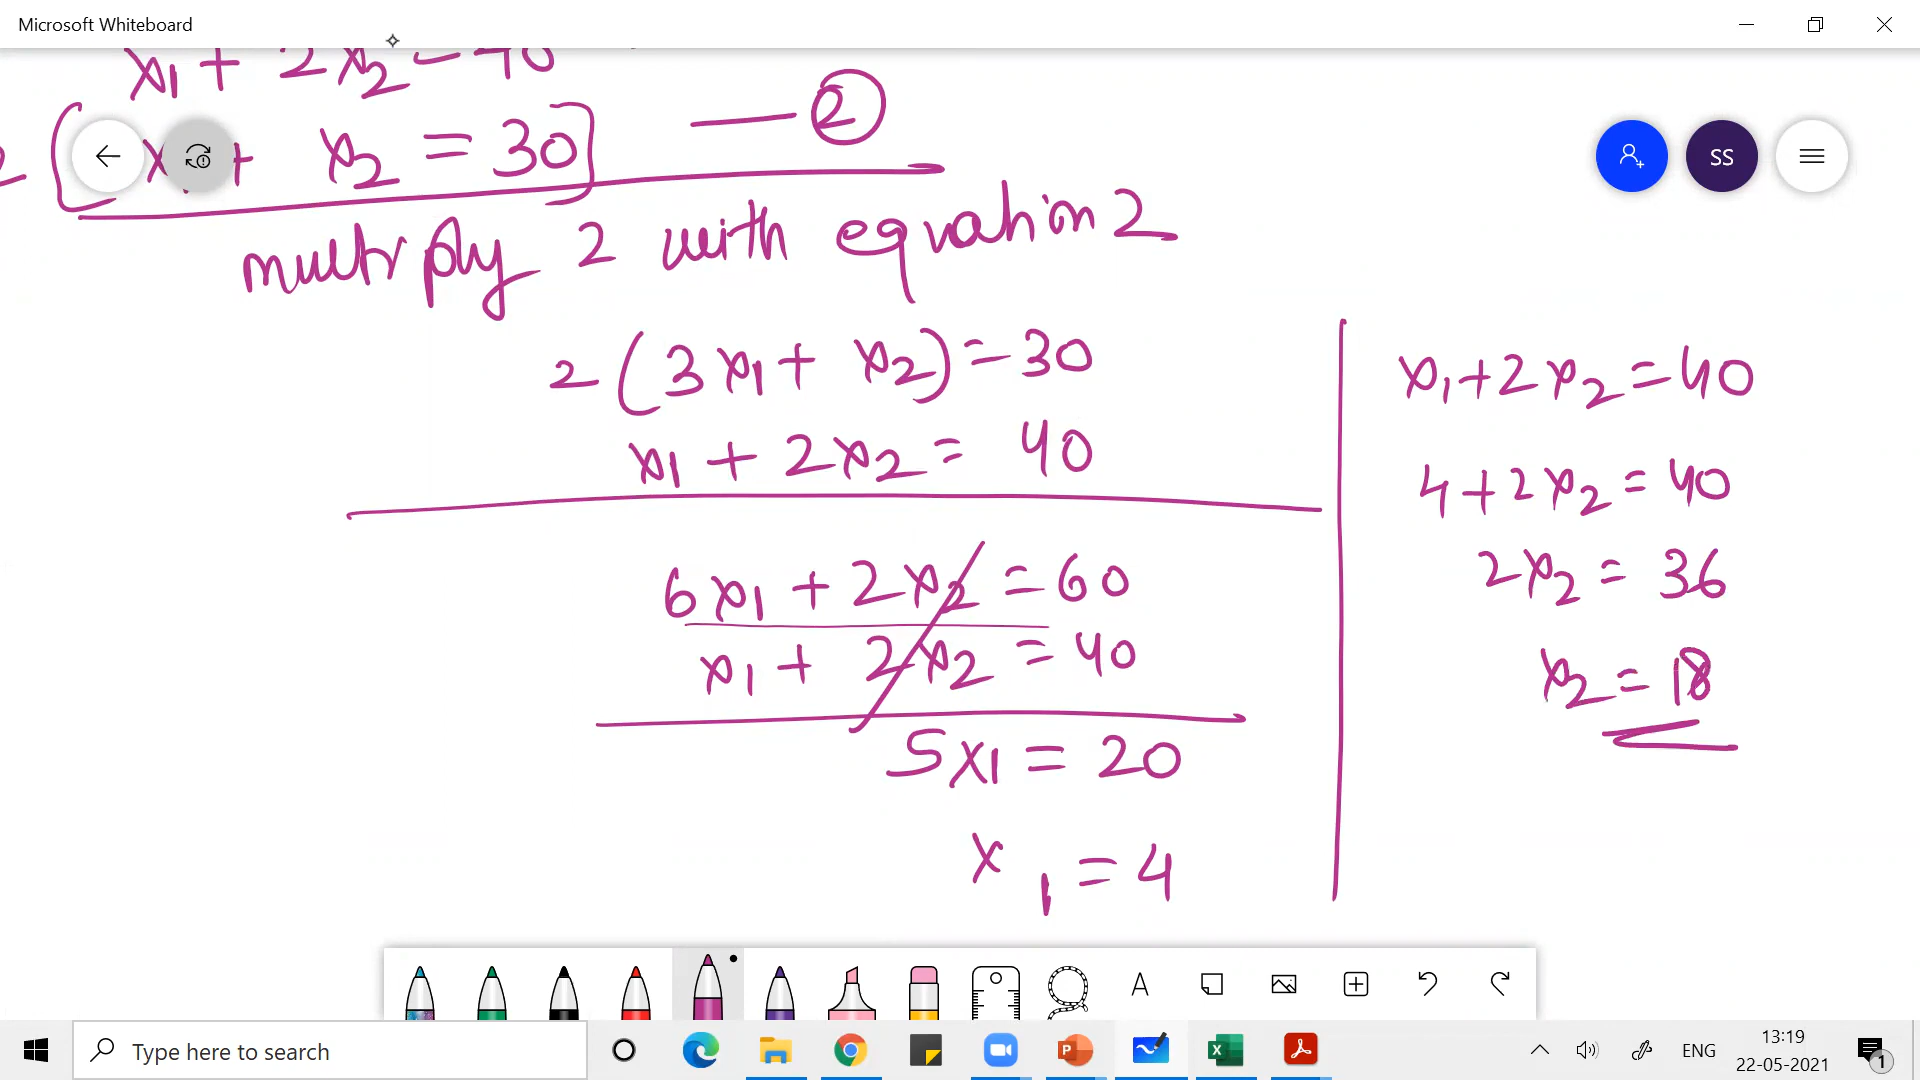 Microsoft Whiteboard
x1 + 2x2 = 40
2 [ x + x2 = 30 ] — 2
SS
multiply 2 with equation 2
2 (3x1 + x2) = 30
x1 + 2x2 = 40
6x1 + 2x2 = 60
x1 + 2x2 = 40
5x1 = 20
x1 = 4
x1 + 2x2 = 40
4 + 2x2 = 40
2x2 = 36
x2 = 18
A
Type here to search
ENG
13:19
22-05-2021
1